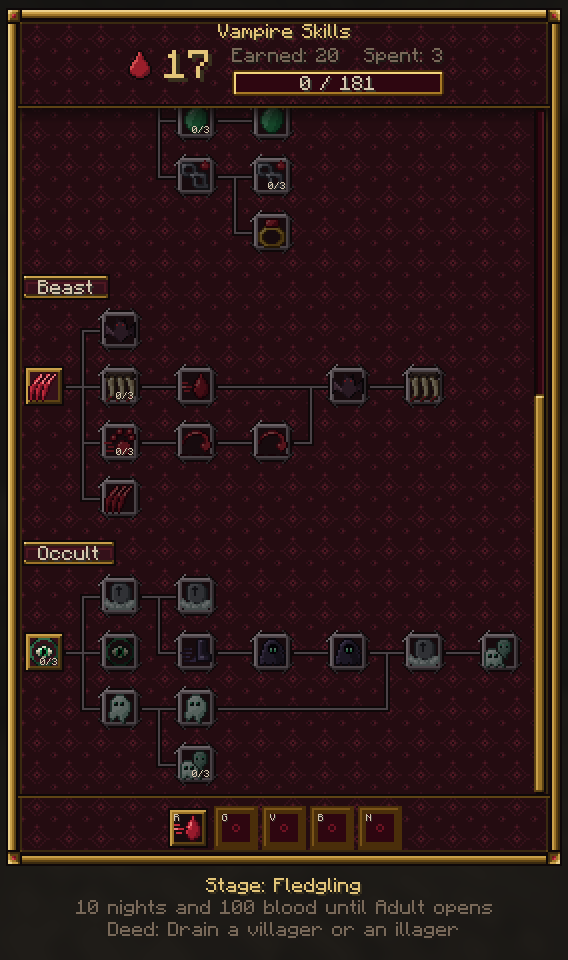 Vampire Skills
17
Earned: 20 Spent: 3
0 / 181
0/3
0/3
Beast
0/3
0/3
Occult
0/3
0/3
R G V B N
Stage: Fledgling
10 nights and 100 blood until Adult opens
Deed: Drain a villager or an illager